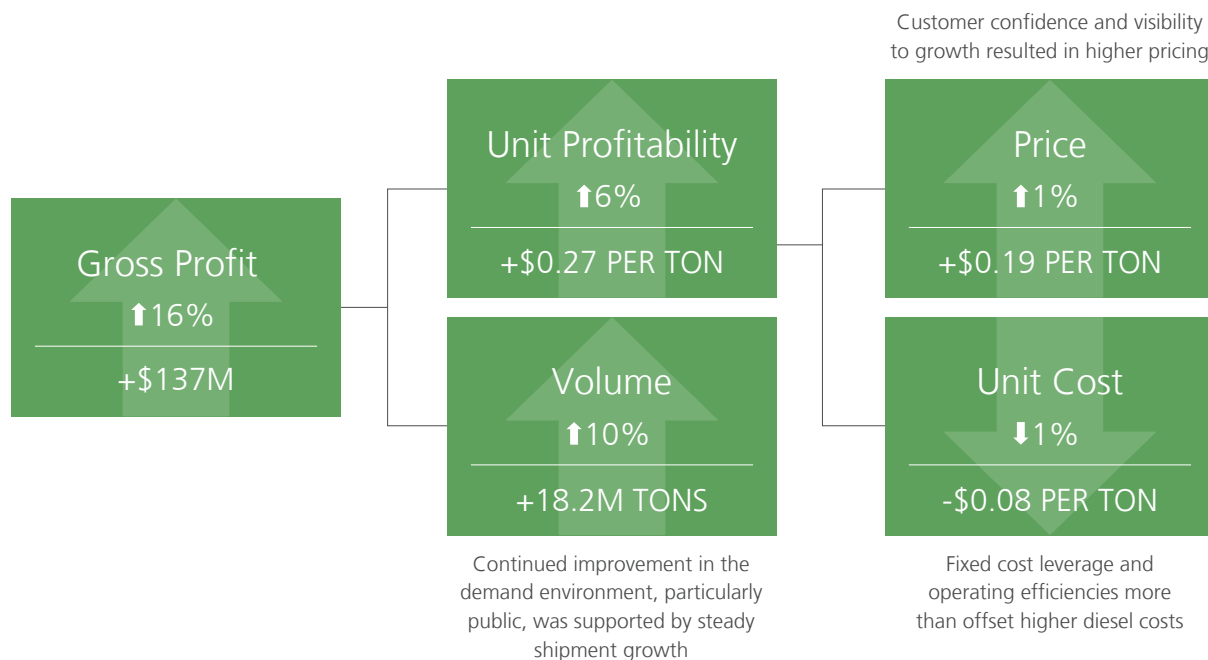 Customer confidence and visibility
to growth resulted in higher pricing
Gross Profit
⬆16%
+$137M
Unit Profitability
⬆6%
+$0.27 PER TON
Volume
⬆10%
+18.2M TONS
Continued improvement in the
demand environment, particularly
public, was supported by steady
shipment growth
Price
⬆1%
+$0.19 PER TON
Unit Cost
⬇1%
-$0.08 PER TON
Fixed cost leverage and
operating efficiencies more
than offset higher diesel costs